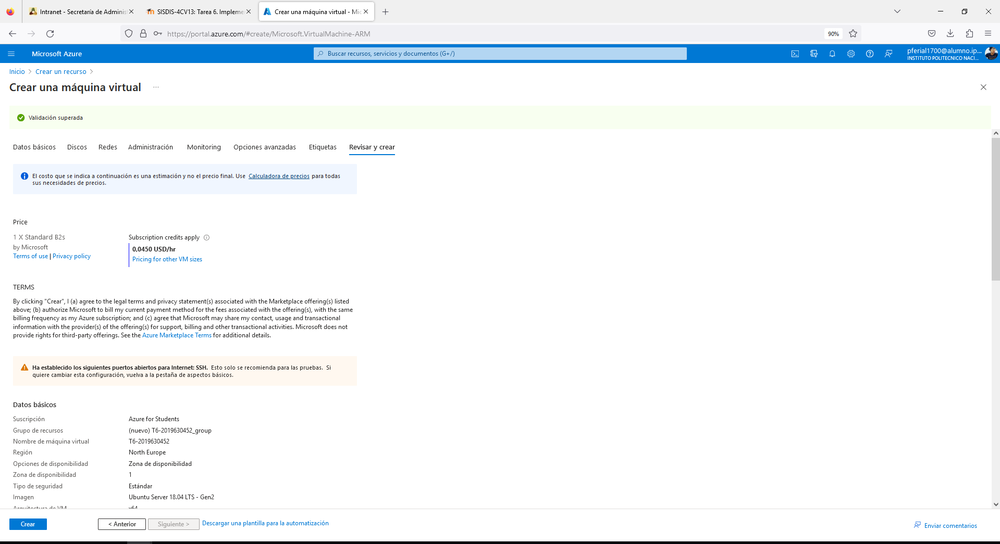 Intranet - Secretaría de Adminis
SISDIS-4CV13: Tarea 6. Impleme
Crear una máquina virtual - Mic
https://portal.azure.com/#create/Microsoft.VirtualMachine-ARM
90%
Microsoft Azure
Buscar recursos, servicios y documentos (G+/)
pferial1700@alumno.ip...
INSTITUTO POLITECNICO NACI...
Inicio > Crear un recurso >
Crear una máquina virtual ...
Validación superada
Datos básicos Discos Redes Administración Monitoring Opciones avanzadas Etiquetas Revisar y crear
El costo que se indica a continuación es una estimación y no el precio final. Use Calculadora de precios para todas
sus necesidades de precios.
Price
1 X Standard B2s
by Microsoft
Terms of use | Privacy policy
Subscription credits apply
0,0450 USD/hr
Pricing for other VM sizes
TERMS
By clicking "Crear", I (a) agree to the legal terms and privacy statement(s) associated with the Marketplace offering(s) listed
above; (b) authorize Microsoft to bill my current payment method for the fees associated with the offering(s), with the same
billing frequency as my Azure subscription; and (c) agree that Microsoft may share my contact, usage and transactional
information with the provider(s) of the offering(s) for support, billing and other transactional activities. Microsoft does not
provide rights for third-party offerings. See the Azure Marketplace Terms for additional details.
Ha establecido los siguientes puertos abiertos para Internet: SSH. Esto solo se recomienda para las pruebas. Si
quiere cambiar esta configuración, vuelva a la pestaña de aspectos básicos.
Datos básicos
Suscripción Azure for Students
Grupo de recursos (nuevo) T6-2019630452_group
Nombre de máquina virtual T6-2019630452
Región North Europe
Opciones de disponibilidad Zona de disponibilidad
Zona de disponibilidad 1
Tipo de seguridad Estándar
Imagen Ubuntu Server 18.04 LTS - Gen2
Arquitectura de VM x64
Crear < Anterior Siguiente > Descargar una plantilla para la automatización
Enviar comentarios